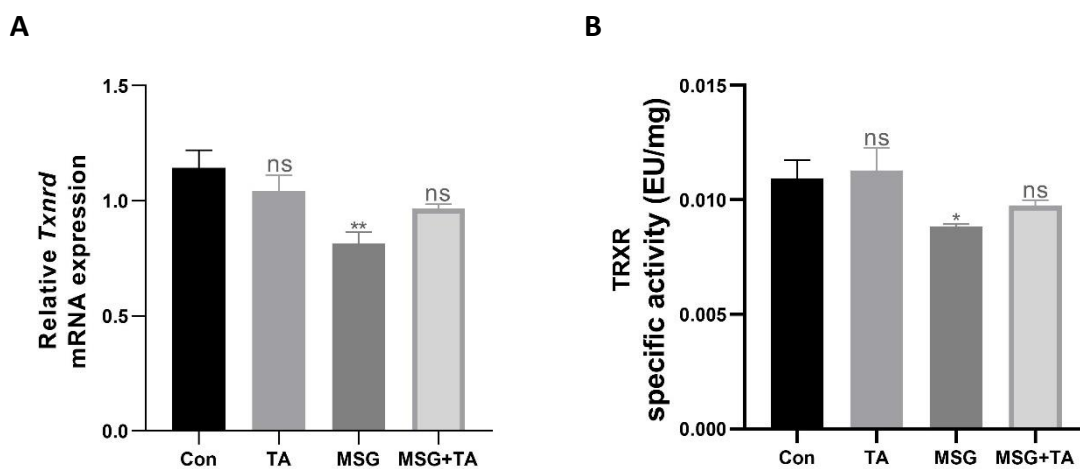 A
Relative Txnrd
mRNA expression
1.5
1.0
0.5
0.0
ns
**
ns
Con
TA
MSG
MSG+TA
B
TRXR
specific activity (EU/mg)
0.015
0.010
0.005
0.000
ns
*
ns
Con
TA
MSG
MSG+TA